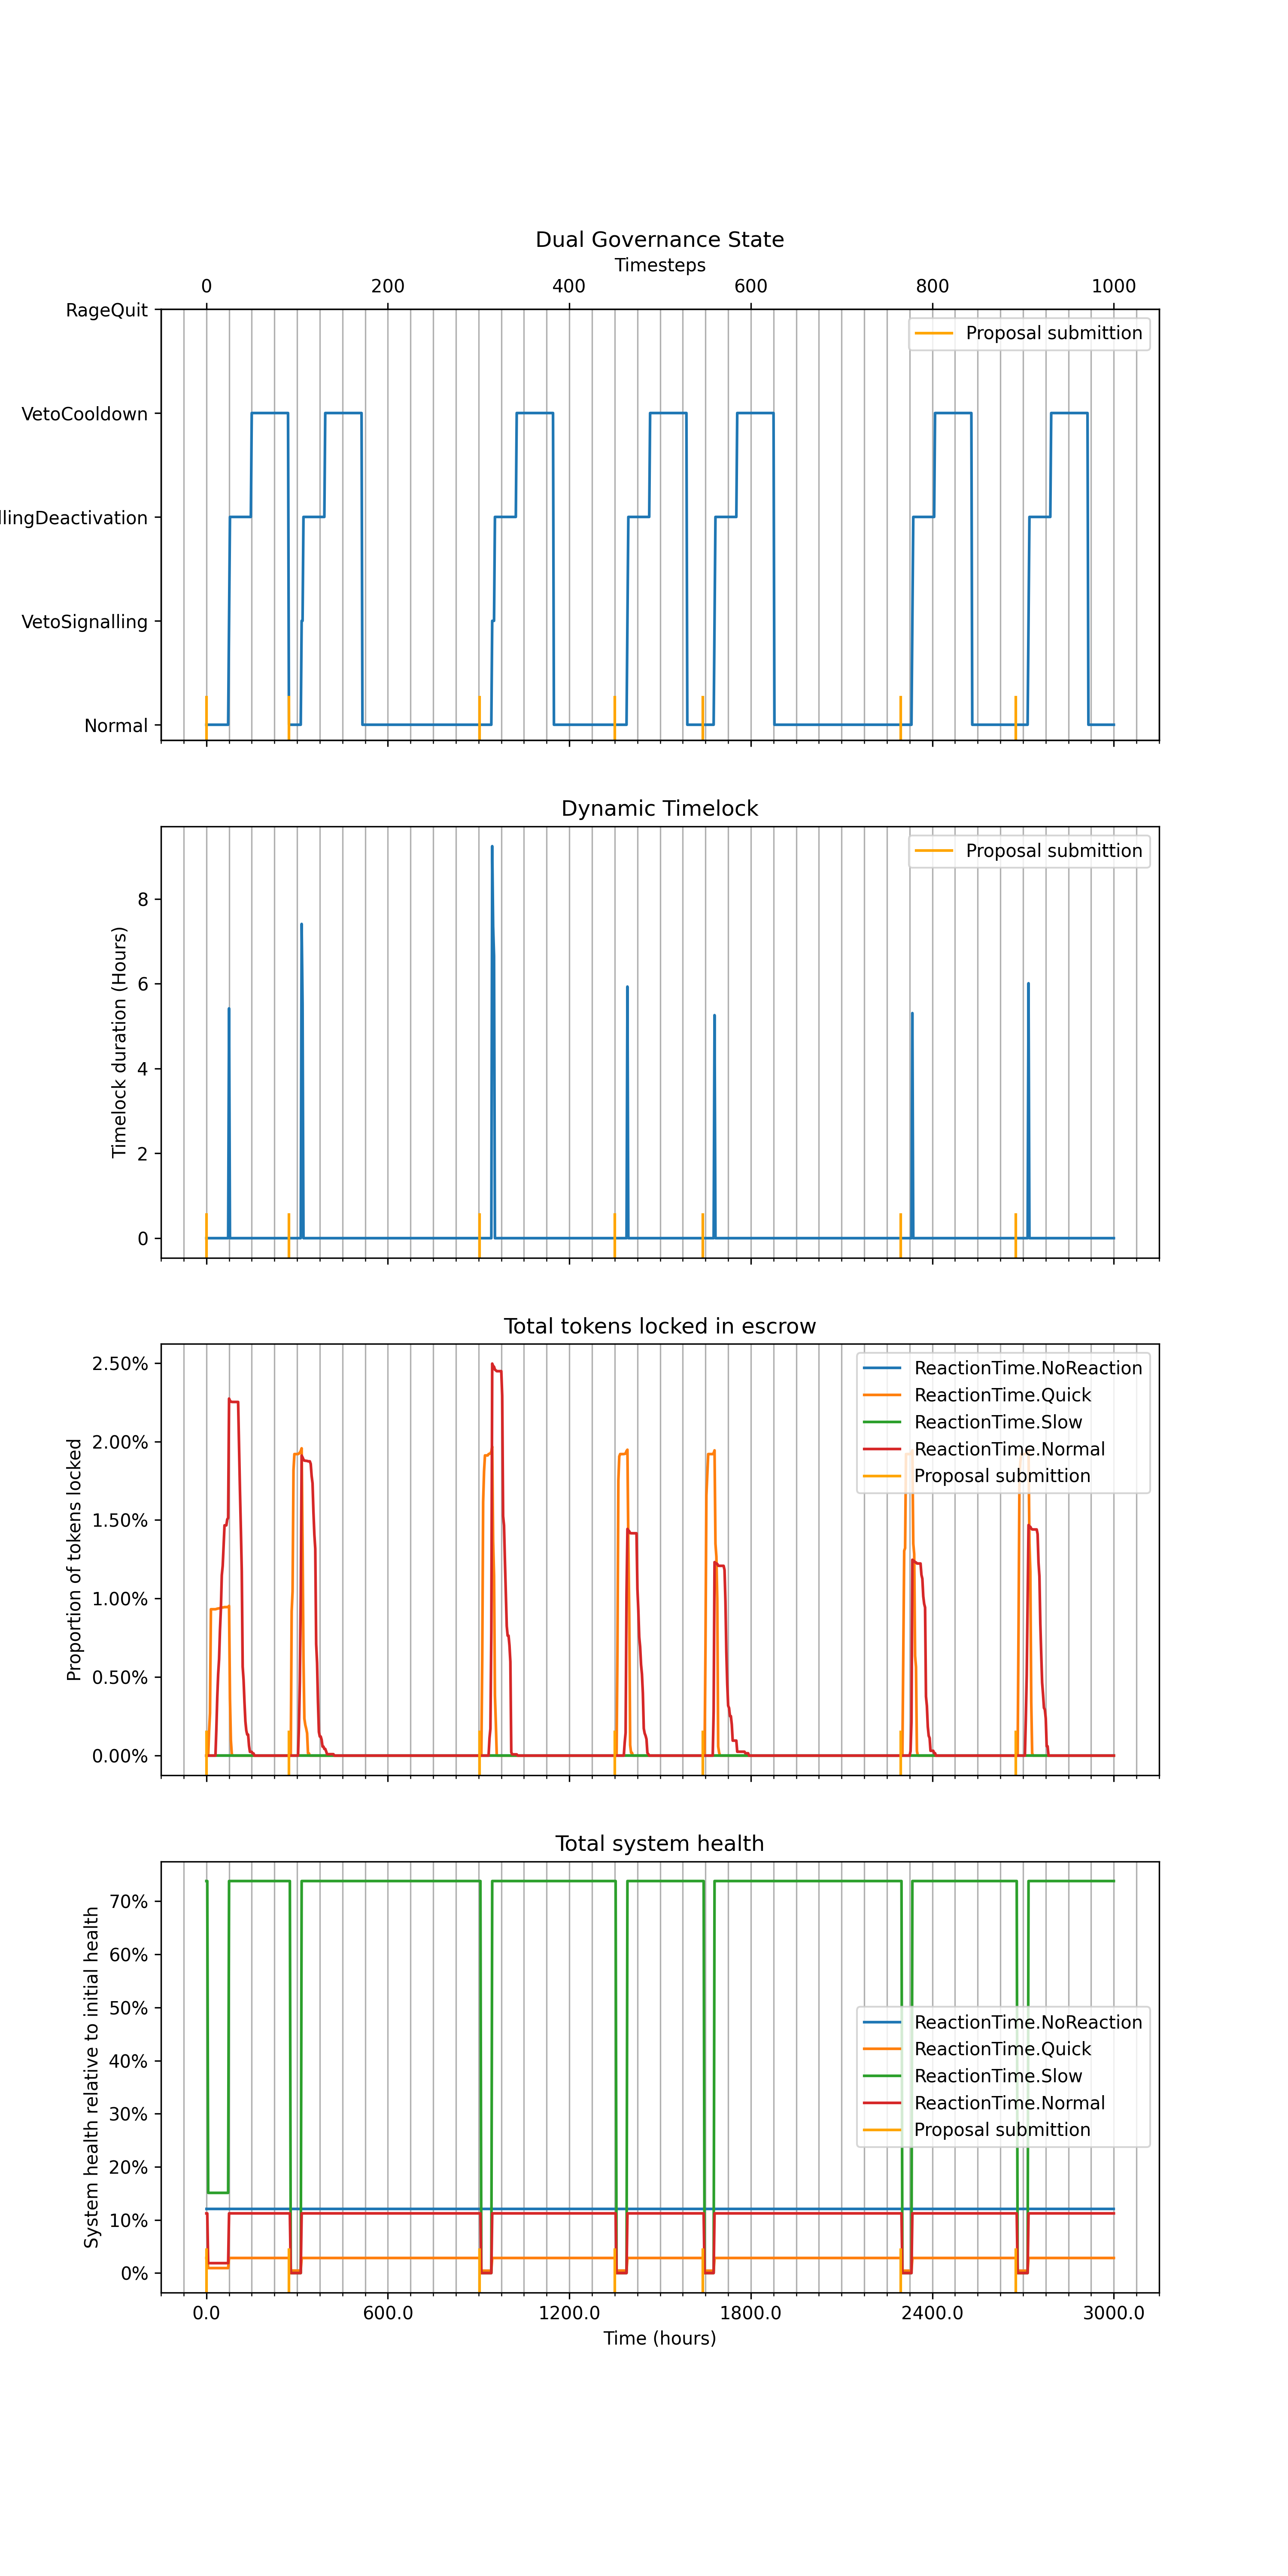 Dual Governance State
Timesteps
0 200 400 600 800 1000
RageQuit
Proposal submittion
VetoCooldown
llingDeactivation
VetoSignalling
Normal
Dynamic Timelock
Proposal submittion
Timelock duration (Hours)
8
6
4
2
0
Total tokens locked in escrow
Proportion of tokens locked
2.50%
2.00%
1.50%
1.00%
0.50%
0.00%
ReactionTime.NoReaction
ReactionTime.Quick
ReactionTime.Slow
ReactionTime.Normal
Proposal submittion
Total system health
System health relative to initial health
70%
60%
50%
40%
30%
20%
10%
0%
ReactionTime.NoReaction
ReactionTime.Quick
ReactionTime.Slow
ReactionTime.Normal
Proposal submittion
0.0 600.0 1200.0 1800.0 2400.0 3000.0
Time (hours)